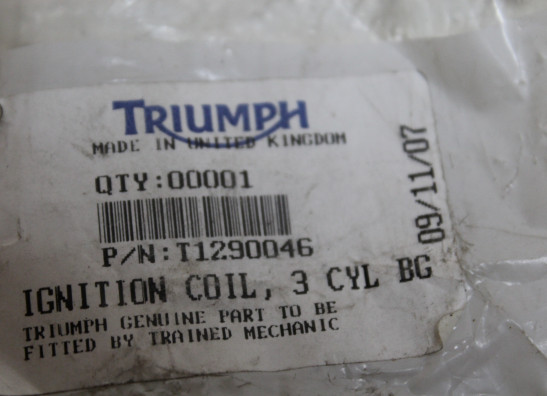 TRIUMPH
MADE IN UNITED KINGDOM
QTY:00001
P/N:T1290046
IGNITION COIL, 3 CYL BG
TRIUMPH GENUINE PART TO BE
FITTED BY TRAINED MECHANIC
09/11/07